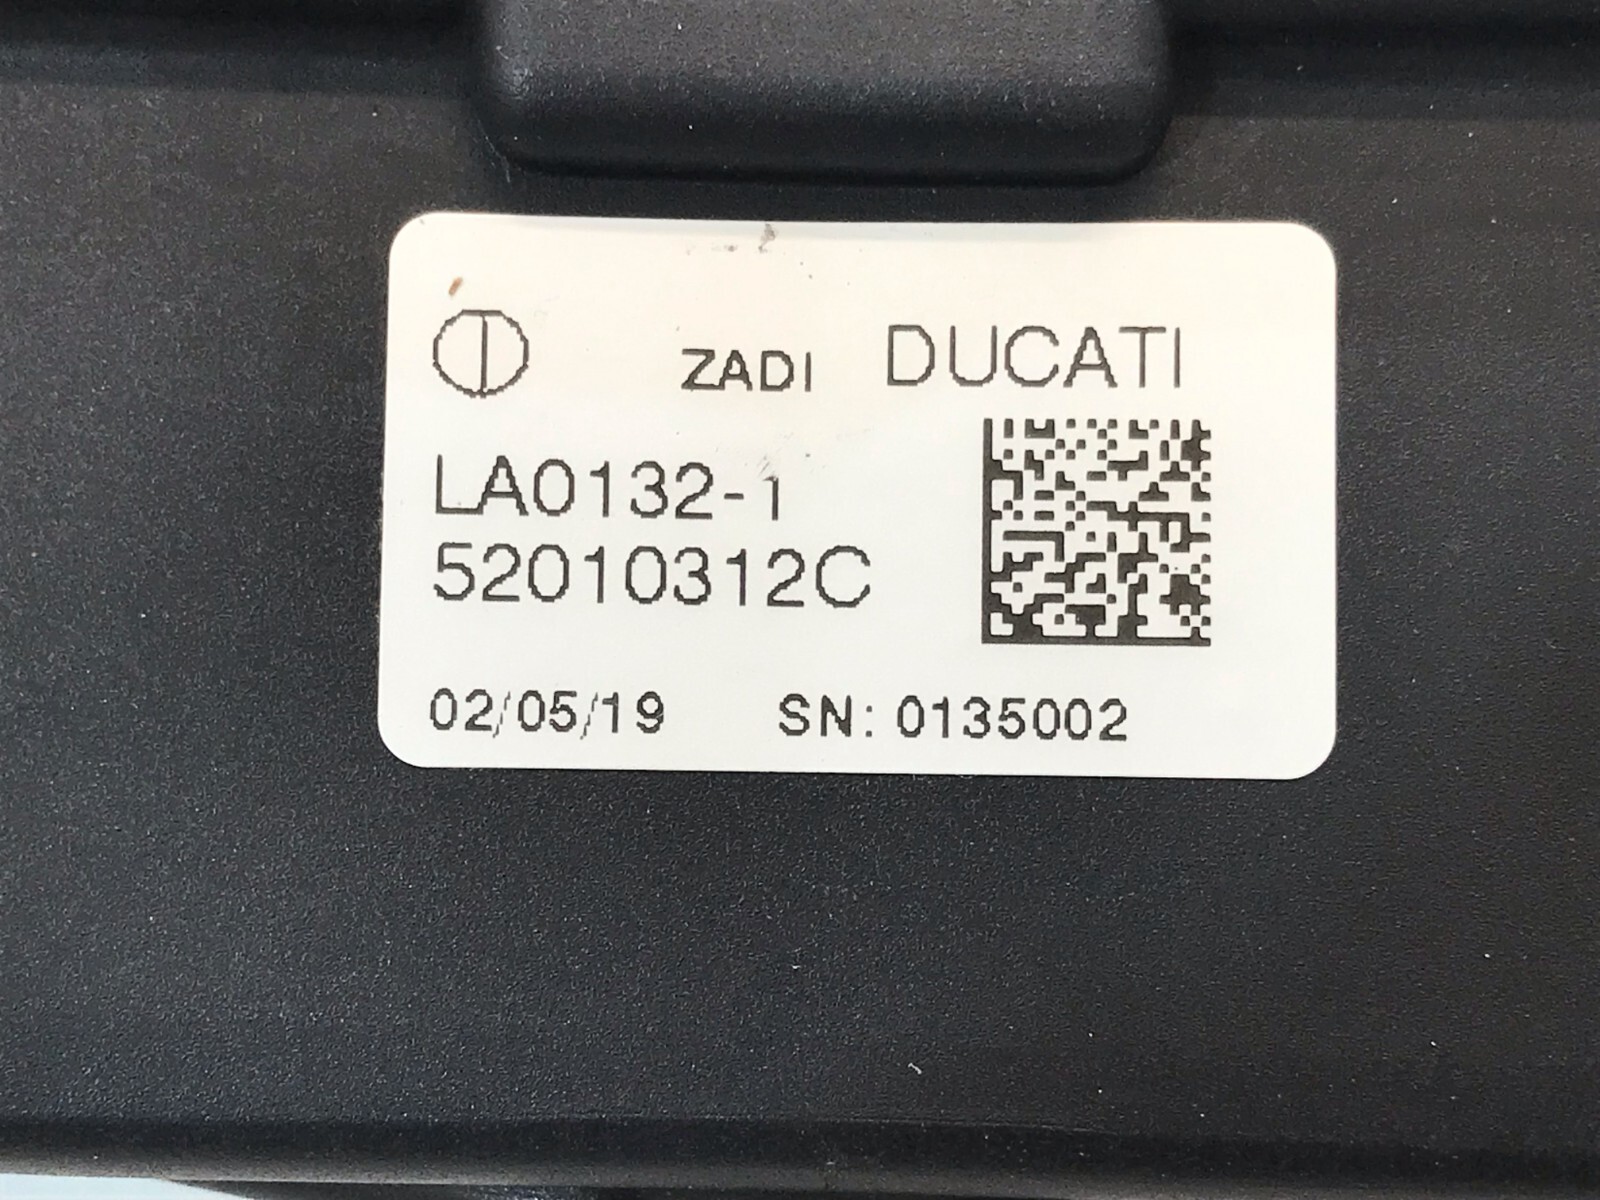 ZADI DUCATI
LA0132-1
52010312C
02/05/19 SN: 0135002